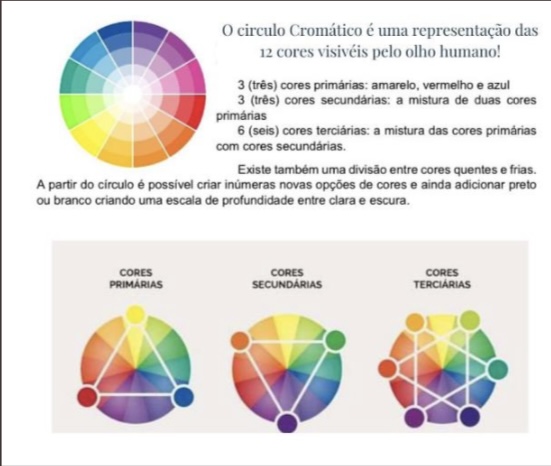 O circulo Cromático é uma representação das
12 cores visivéis pelo olho humano!
3 (três) cores primárias: amarelo, vermelho e azul
3 (três) cores secundárias: a mistura de duas cores
primárias
6 (seis) cores terciárias: a mistura das cores primárias
com cores secundárias.
Existe também uma divisão entre cores quentes e frias.
A partir do círculo é possível criar inúmeras novas opções de cores e ainda adicionar preto
ou branco criando uma escala de profundidade entre clara e escura.
CORES
PRIMÁRIAS
CORES
SECUNDÁRIAS
CORES
TERCIÁRIAS